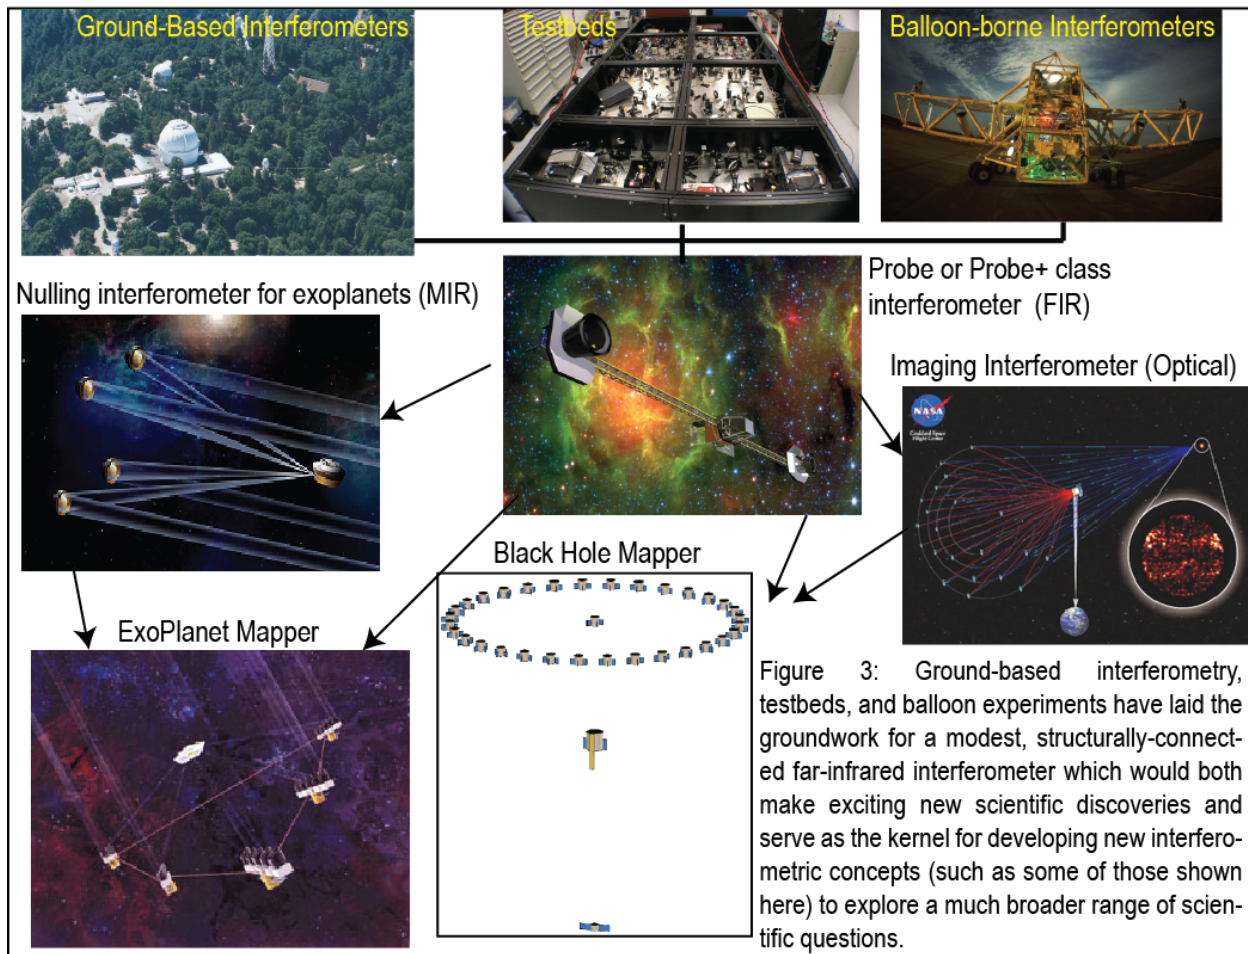 Ground-Based Interferometers
Testbeds
Balloon-borne Interferometers
Nulling interferometer for exoplanets (MIR)
Probe or Probe+ class
interferometer (FIR)
Imaging Interferometer (Optical)
NASA
Goddard Space
Flight Center
Black Hole Mapper
ExoPlanet Mapper
Figure 3: Ground-based interferometry,
testbeds, and balloon experiments have laid the
groundwork for a modest, structurally-connect-
ed far-infrared interferometer which would both
make exciting new scientific discoveries and
serve as the kernel for developing new interfero-
metric concepts (such as some of those shown
here) to explore a much broader range of scien-
tific questions.